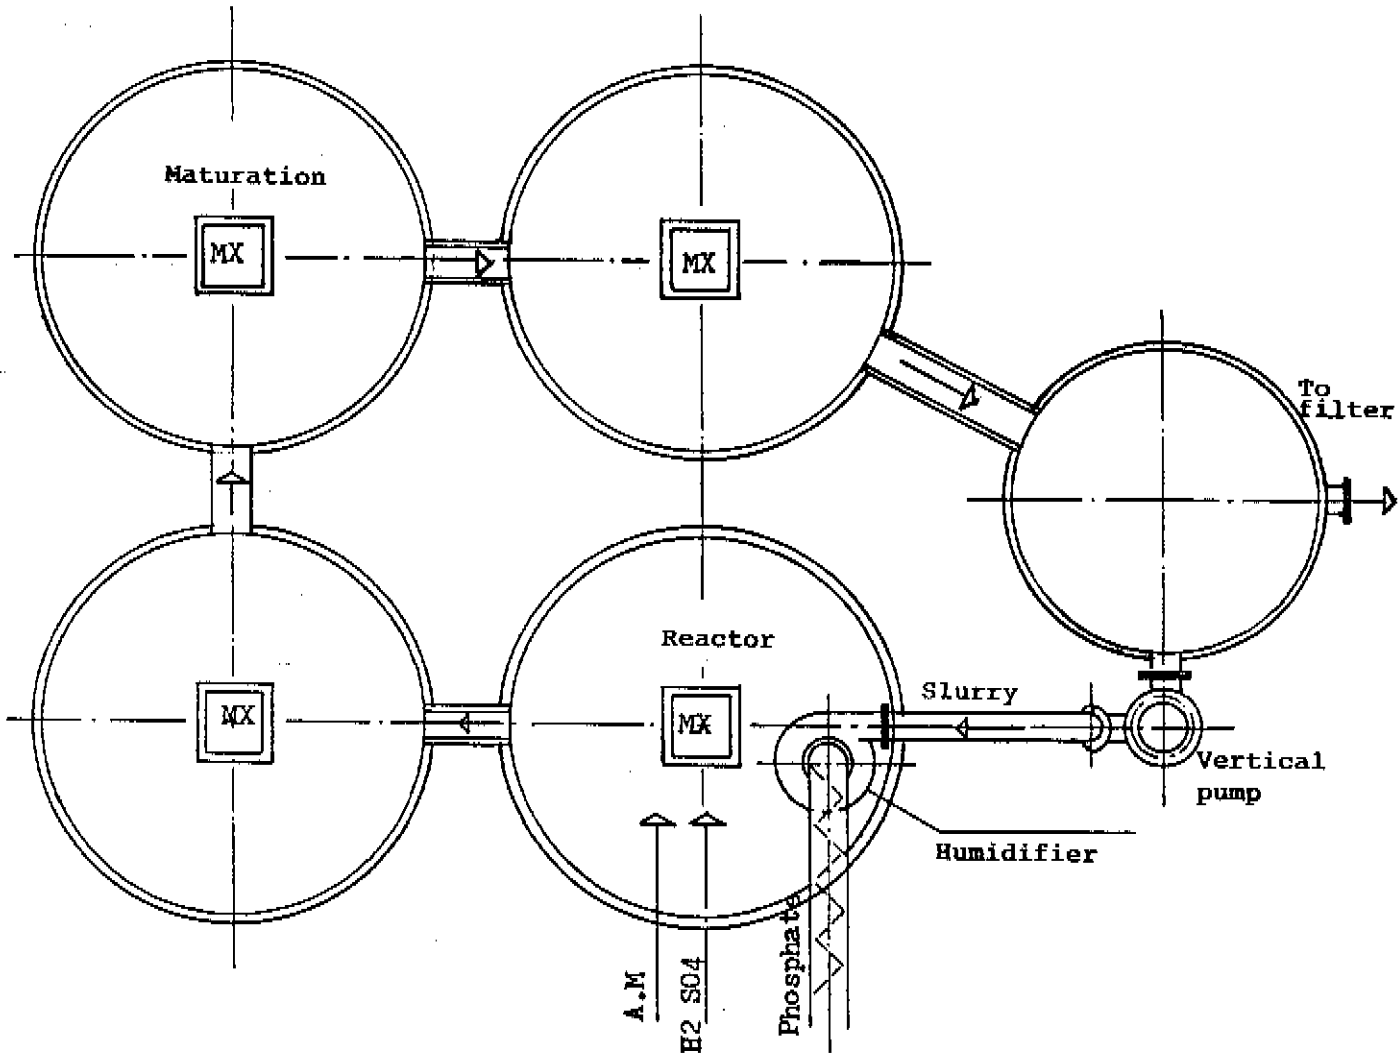 Maturation
MX
MX
To
filter
Reactor
Slurry
MX
MX
Vertical
pump
Humidifier
Phosphate
A.M
H2 SO4